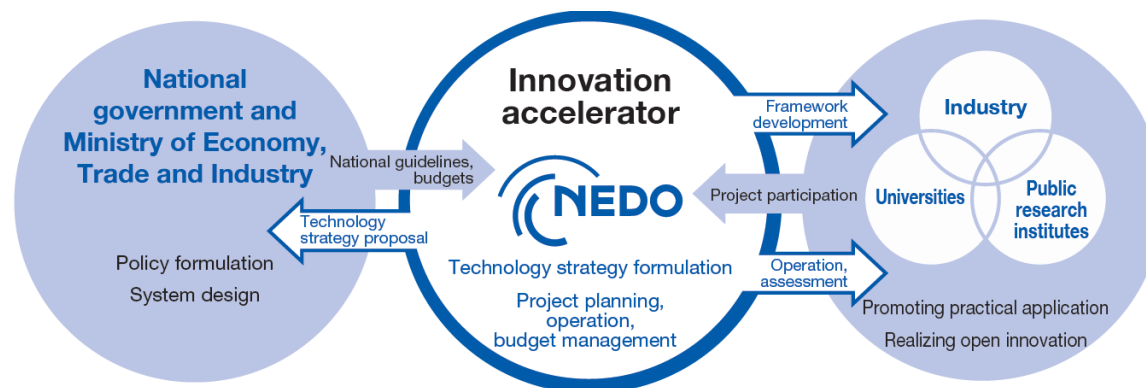 National
government and
Ministry of Economy,
Trade and Industry
Policy formulation
System design
National guidelines,
budgets
Technology
strategy proposal
Innovation
accelerator
NEDO
Technology strategy formulation
Project planning,
operation,
budget management
Framework
development
Project participation
Operation,
assessment
Industry
Universities
Public
research
institutes
Promoting practical application
Realizing open innovation